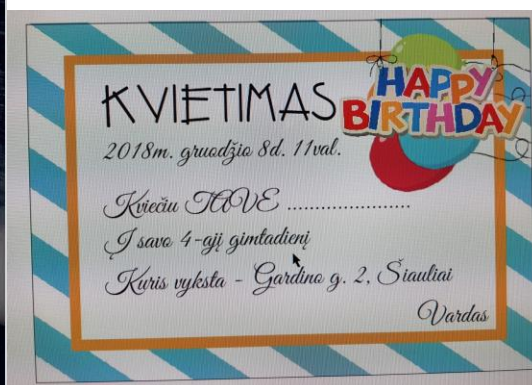 KVIETIMAS
HAPPY
BIRTHDAY
2018m. gruodžio 8d. 11val.
Kviečiu TAVE ......................
Į savo 4-ąjį gimtadienį
Kuris vyksta - Gardino g. 2, Šiauliai
Vardas